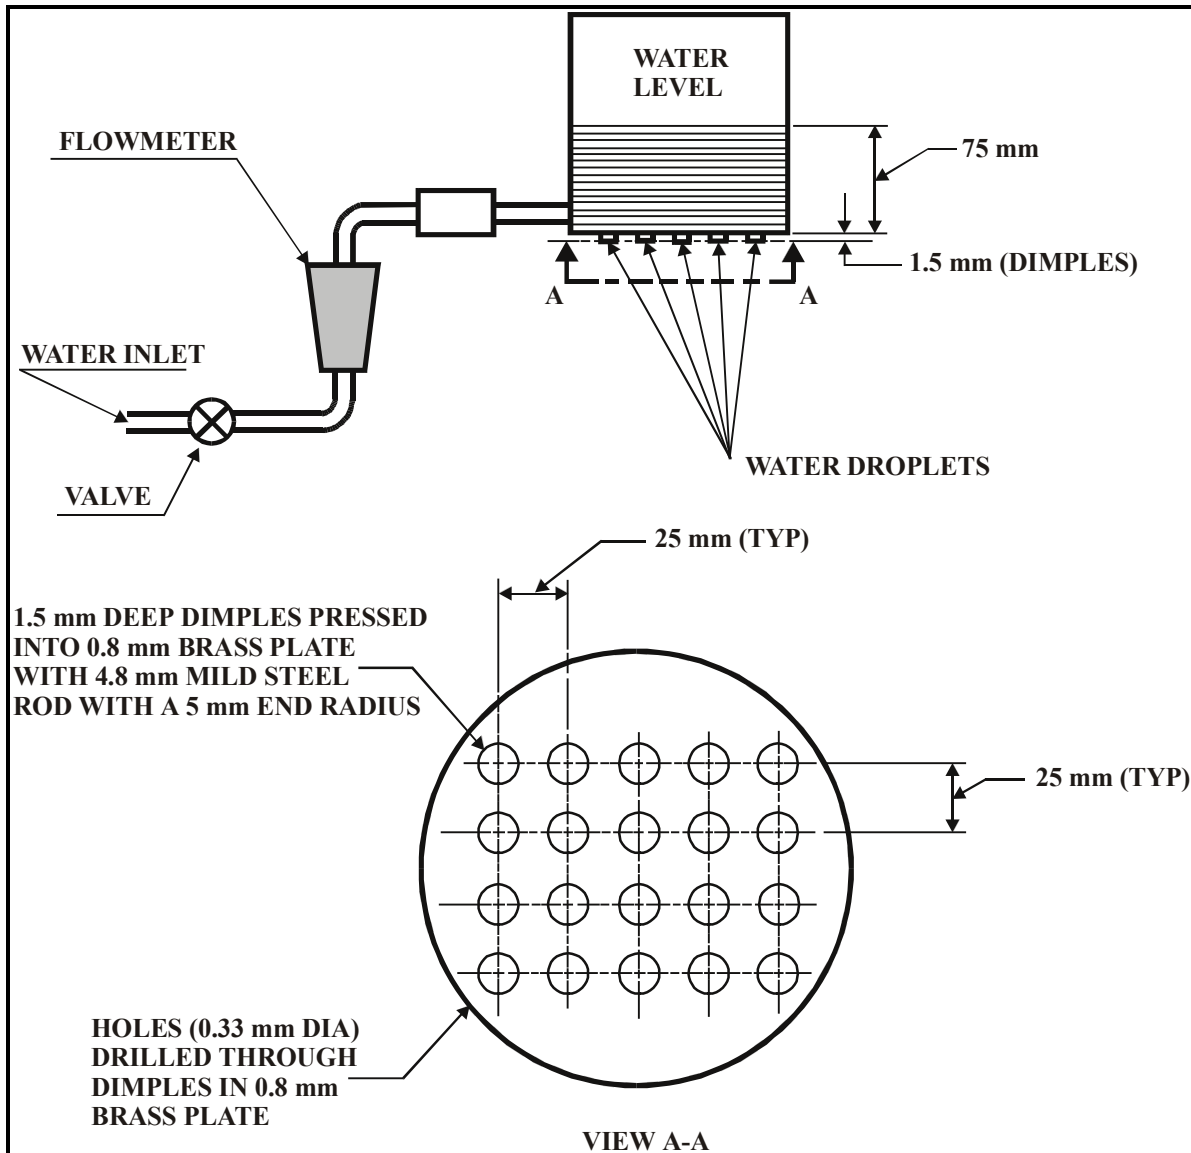 WATER
LEVEL
FLOWMETER
75 mm
1.5 mm (DIMPLES)
A
A
WATER INLET
WATER DROPLETS
VALVE
25 mm (TYP)
1.5 mm DEEP DIMPLES PRESSED
INTO 0.8 mm BRASS PLATE
WITH 4.8 mm MILD STEEL
ROD WITH A 5 mm END RADIUS
25 mm (TYP)
HOLES (0.33 mm DIA)
DRILLED THROUGH
DIMPLES IN 0.8 mm
BRASS PLATE
VIEW A-A